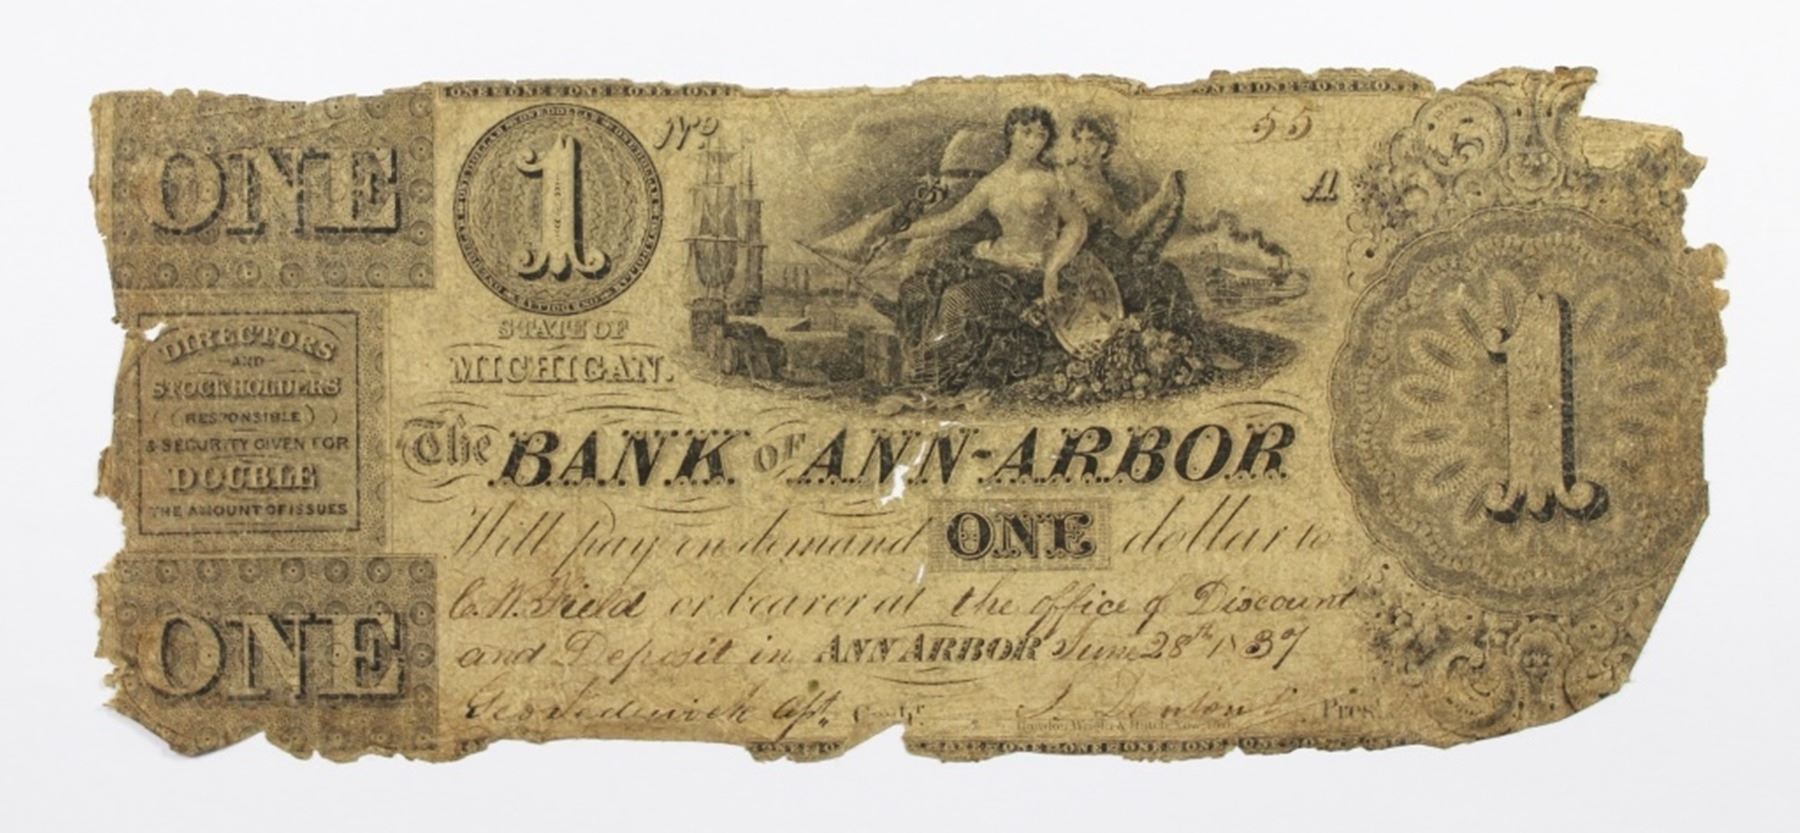 ONE
1
No
55
A
STATE OF
MICHIGAN.
DIRECTORS
AND
STOCKHOLDERS
(RESPONSIBLE)
& SECURITY GIVEN FOR
DOUBLE
THE AMOUNT OF ISSUES
The BANK OF ANN-ARBOR
Will pay on demand ONE dollar to
C. W. Field or bearer at the office of Discount
and Deposit in ANN ARBOR June 28th 1837
Cashr
Denton Prest
ONE
1